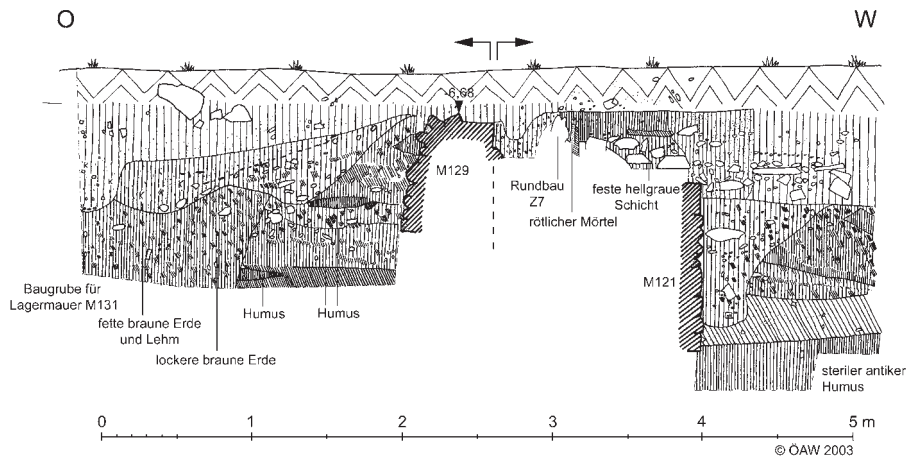 O
W
-6,68
M129
Rundbau
Z7
feste hellgraue
Schicht
rötlicher Mörtel
M121
Baugrube für
Lagermauer M131
fette braune Erde
und Lehm
lockere braune Erde
Humus
Humus
steriler antiker
Humus
0
1
2
3
4
5 m
© ÖAW 2003